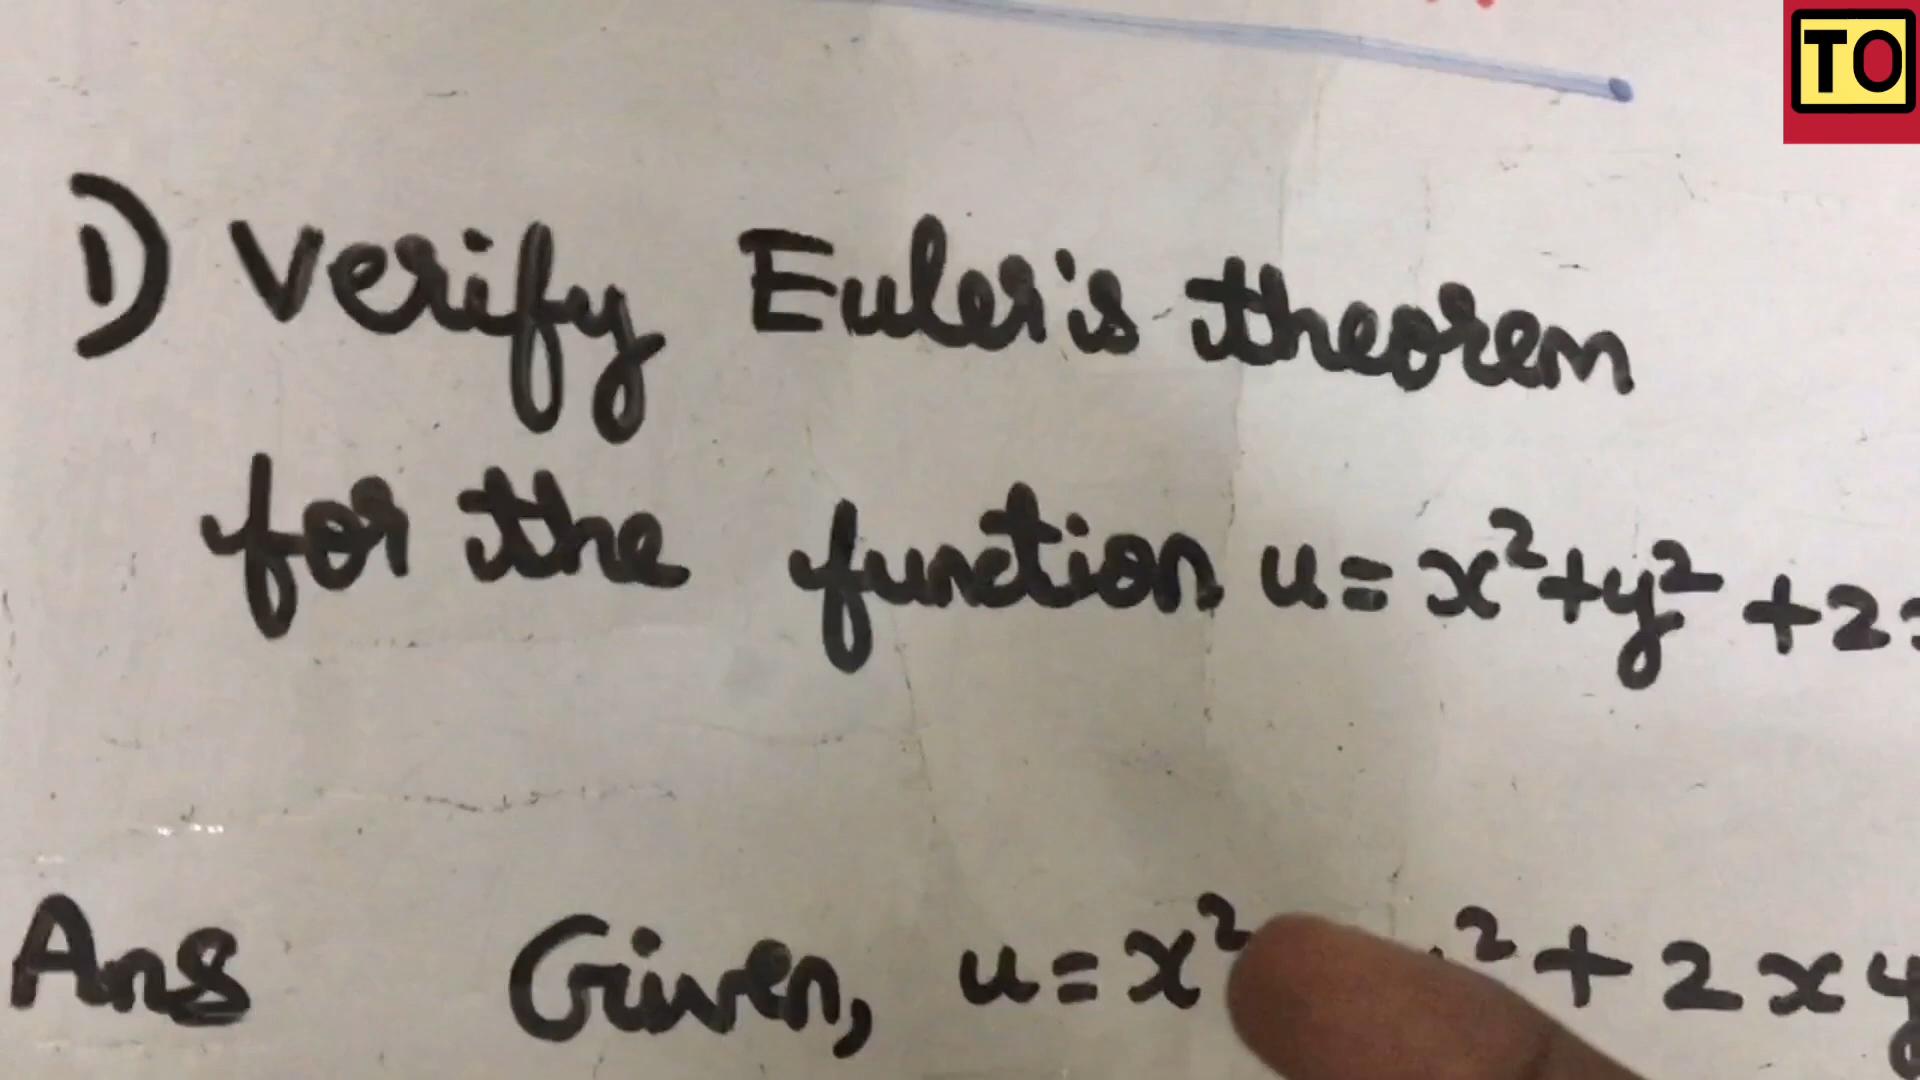 TO
1) Verify Euler's theorem
for the function u = x² + y² + 2
Ans Given, u = x² ² + 2xy